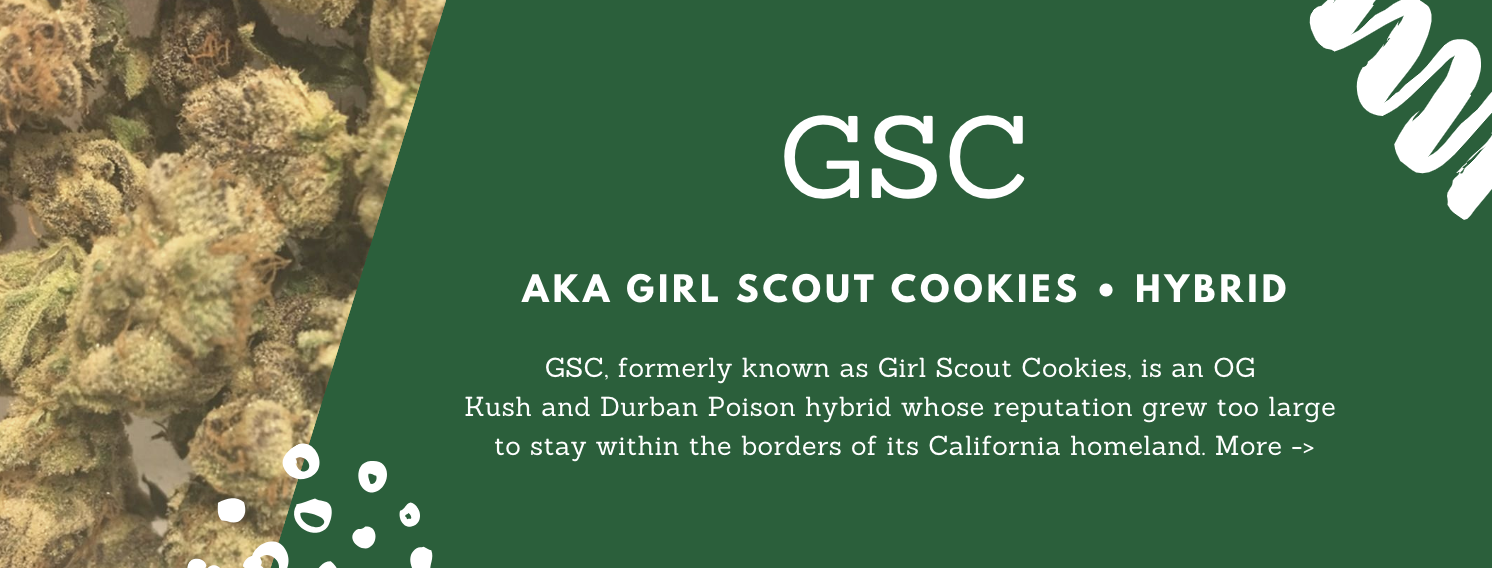 GSC
AKA GIRL SCOUT COOKIES • HYBRID
GSC, formerly known as Girl Scout Cookies, is an OG
Kush and Durban Poison hybrid whose reputation grew too large
to stay within the borders of its California homeland. More ->